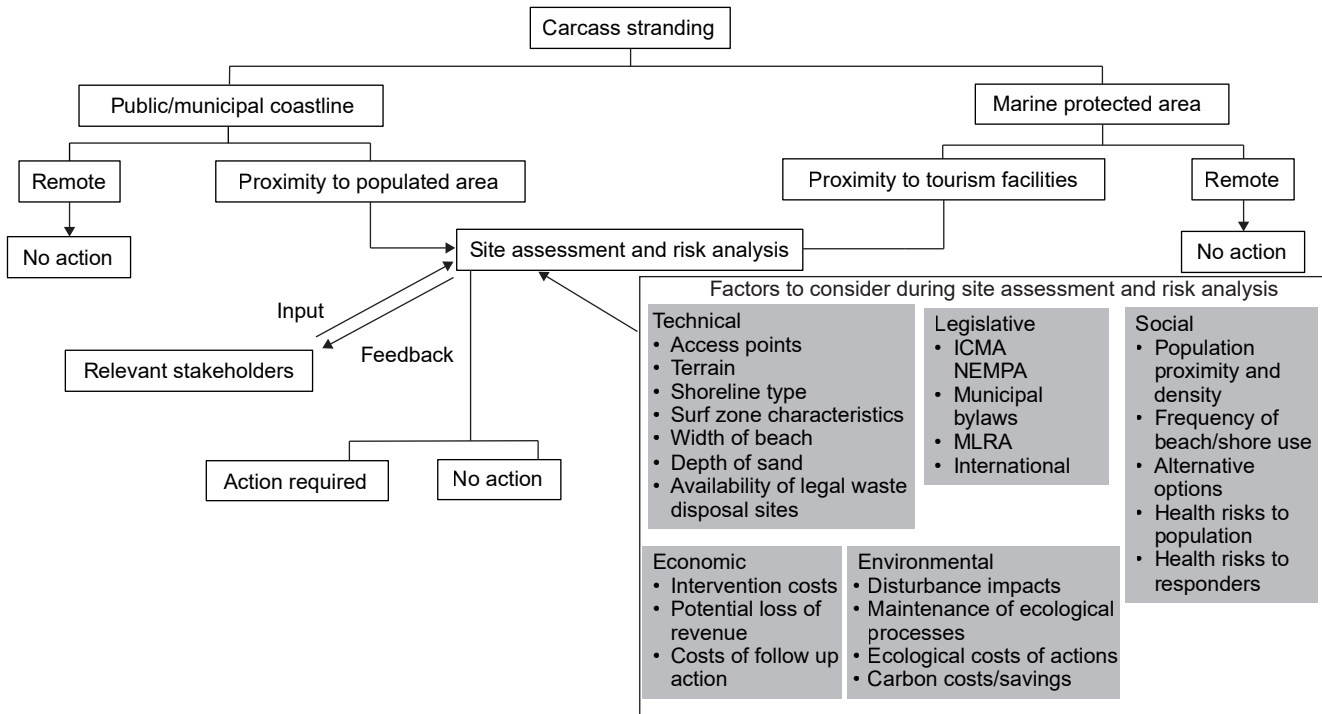 Carcass stranding
Public/municipal coastline
Marine protected area
Remote
Proximity to populated area
Proximity to tourism facilities
Remote
No action
Site assessment and risk analysis
No action
Input
Feedback
Relevant stakeholders
Action required
No action
Factors to consider during site assessment and risk analysis
Technical
• Access points
• Terrain
• Shoreline type
• Surf zone characteristics
• Width of beach
• Depth of sand
• Availability of legal waste
disposal sites
Legislative
• ICMA
NEMPA
• Municipal
bylaws
• MLRA
• International
Social
• Population
proximity and
density
• Frequency of
beach/shore use
• Alternative
options
• Health risks to
population
• Health risks to
responders
Economic
• Intervention costs
• Potential loss of
revenue
• Costs of follow up
action
Environmental
• Disturbance impacts
• Maintenance of ecological
processes
• Ecological costs of actions
• Carbon costs/savings